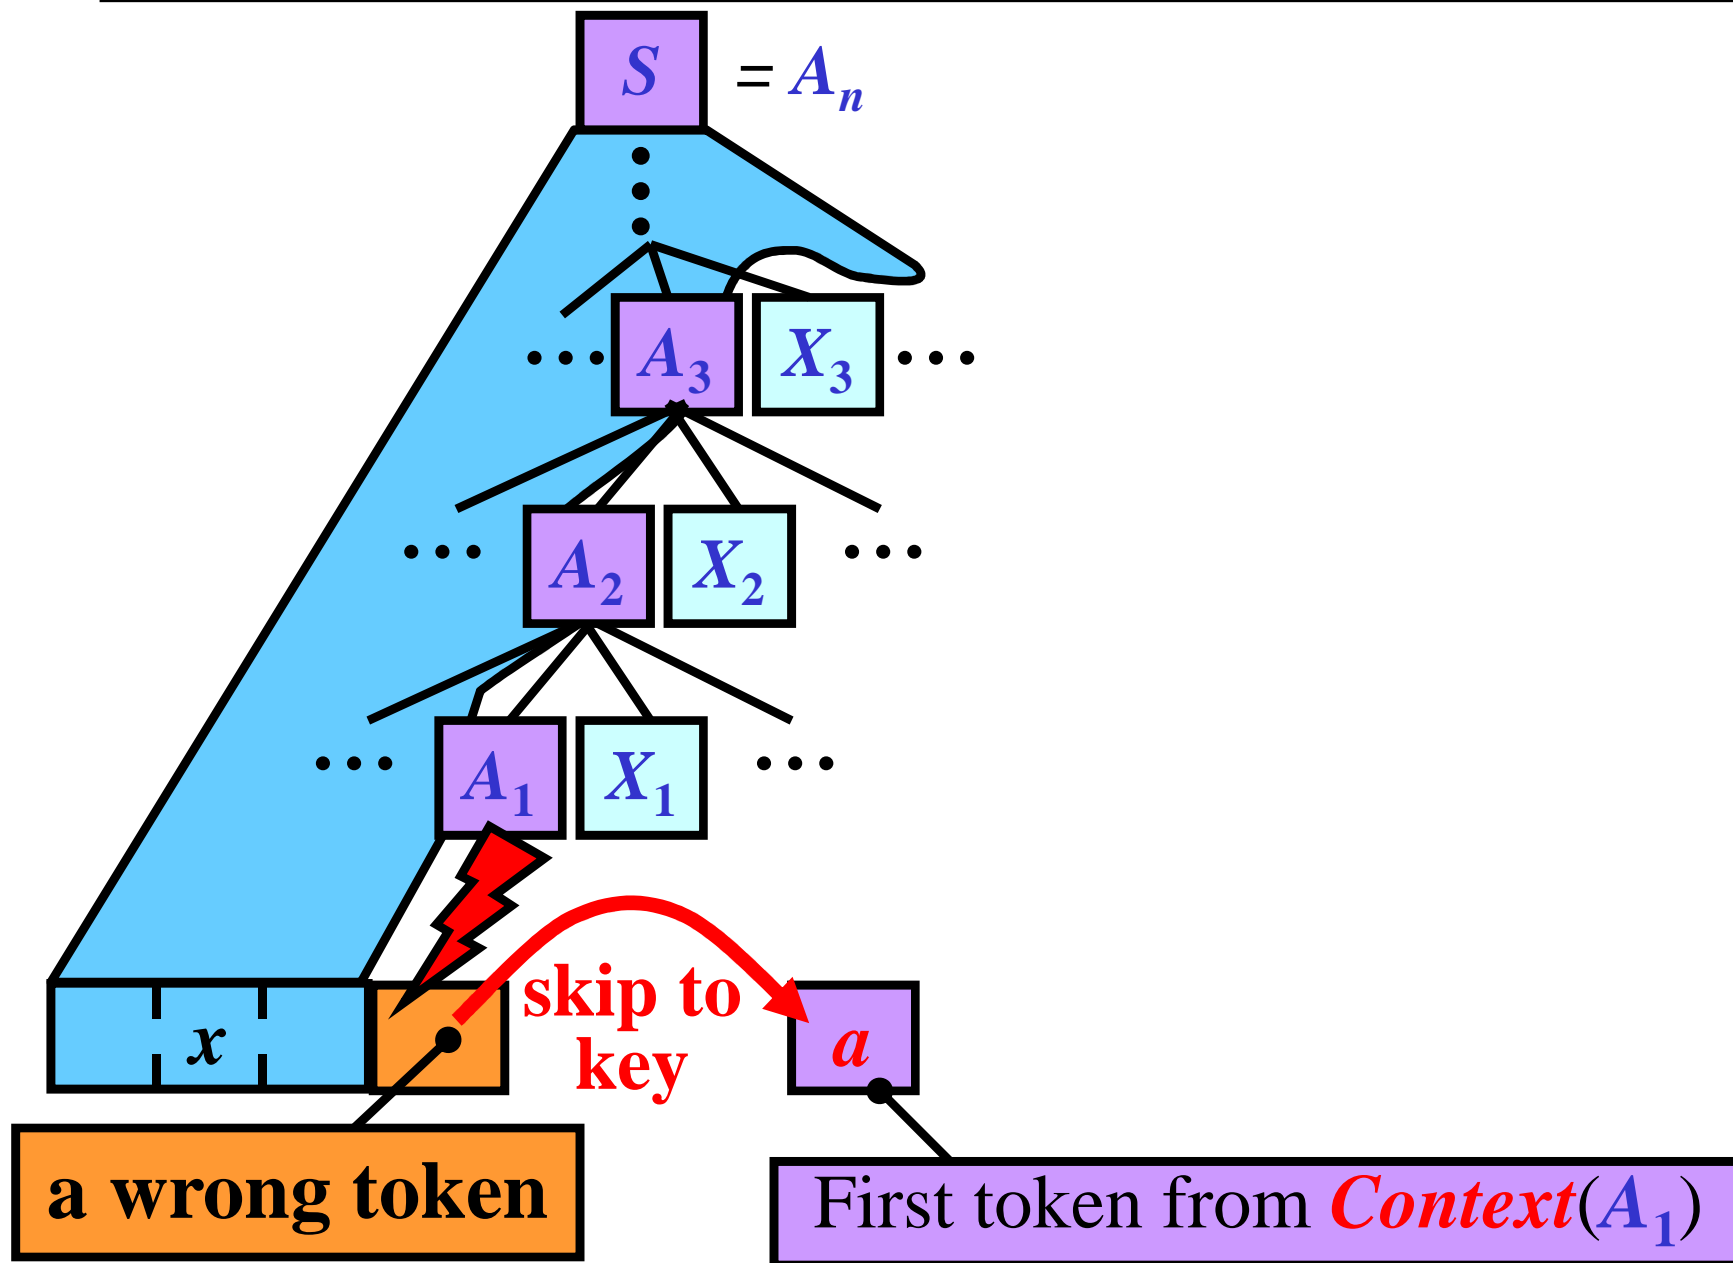 S = Aₙ
••• A₃ X₃ •••
••• A₂ X₂ •••
••• A₁ X₁ •••
skip to
key
x a
a wrong token
First token from Context(A₁)